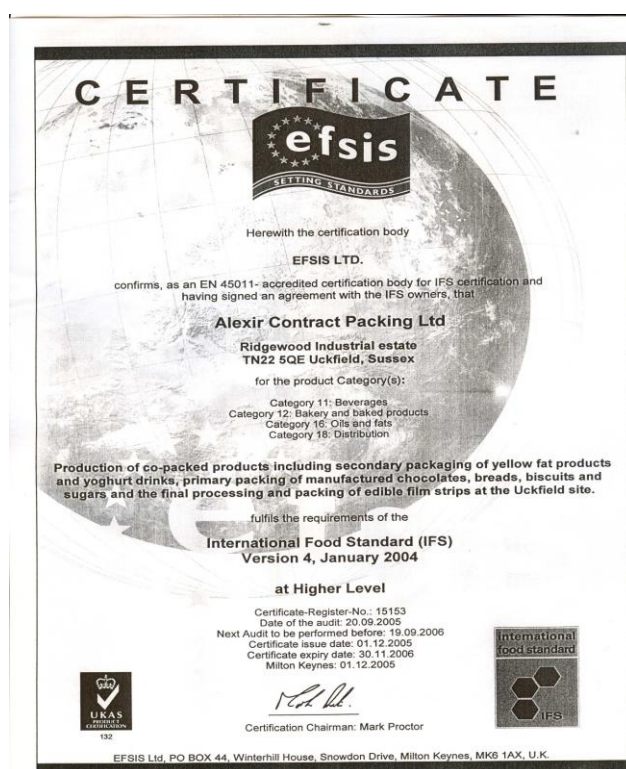 CERTIFICATE
efsis
SETTING STANDARDS
Herewith the certification body
EFSIS LTD.
confirms, as an EN 45011- accredited certification body for IFS certification and
having signed an agreement with the IFS owners, that
Alexir Contract Packing Ltd
Ridgewood Industrial estate
TN22 5QE Uckfield, Sussex
for the product Category(s):
Category 11: Beverages
Category 12: Bakery and baked products
Category 16: Oils and fats
Category 18: Distribution
Production of co-packed products including secondary packaging of yellow fat products
and yoghurt drinks, primary packing of manufactured chocolates, breads, biscuits and
sugars and the final processing and packing of edible film strips at the Uckfield site.
fulfils the requirements of the
International Food Standard (IFS)
Version 4, January 2004
at Higher Level
Certificate-Register-No.: 15153
Date of the audit: 20.09.2005
Next Audit to be performed before: 19.09.2006
Certificate issue date: 01.12.2005
Certificate expiry date: 30.11.2006
Milton Keynes: 01.12.2005
international
food standard
IFS
UKAS
PRODUCT
CERTIFICATION
132
Certification Chairman: Mark Proctor
EFSIS Ltd, PO BOX 44, Winterhill House, Snowdon Drive, Milton Keynes, MK6 1AX, U.K.